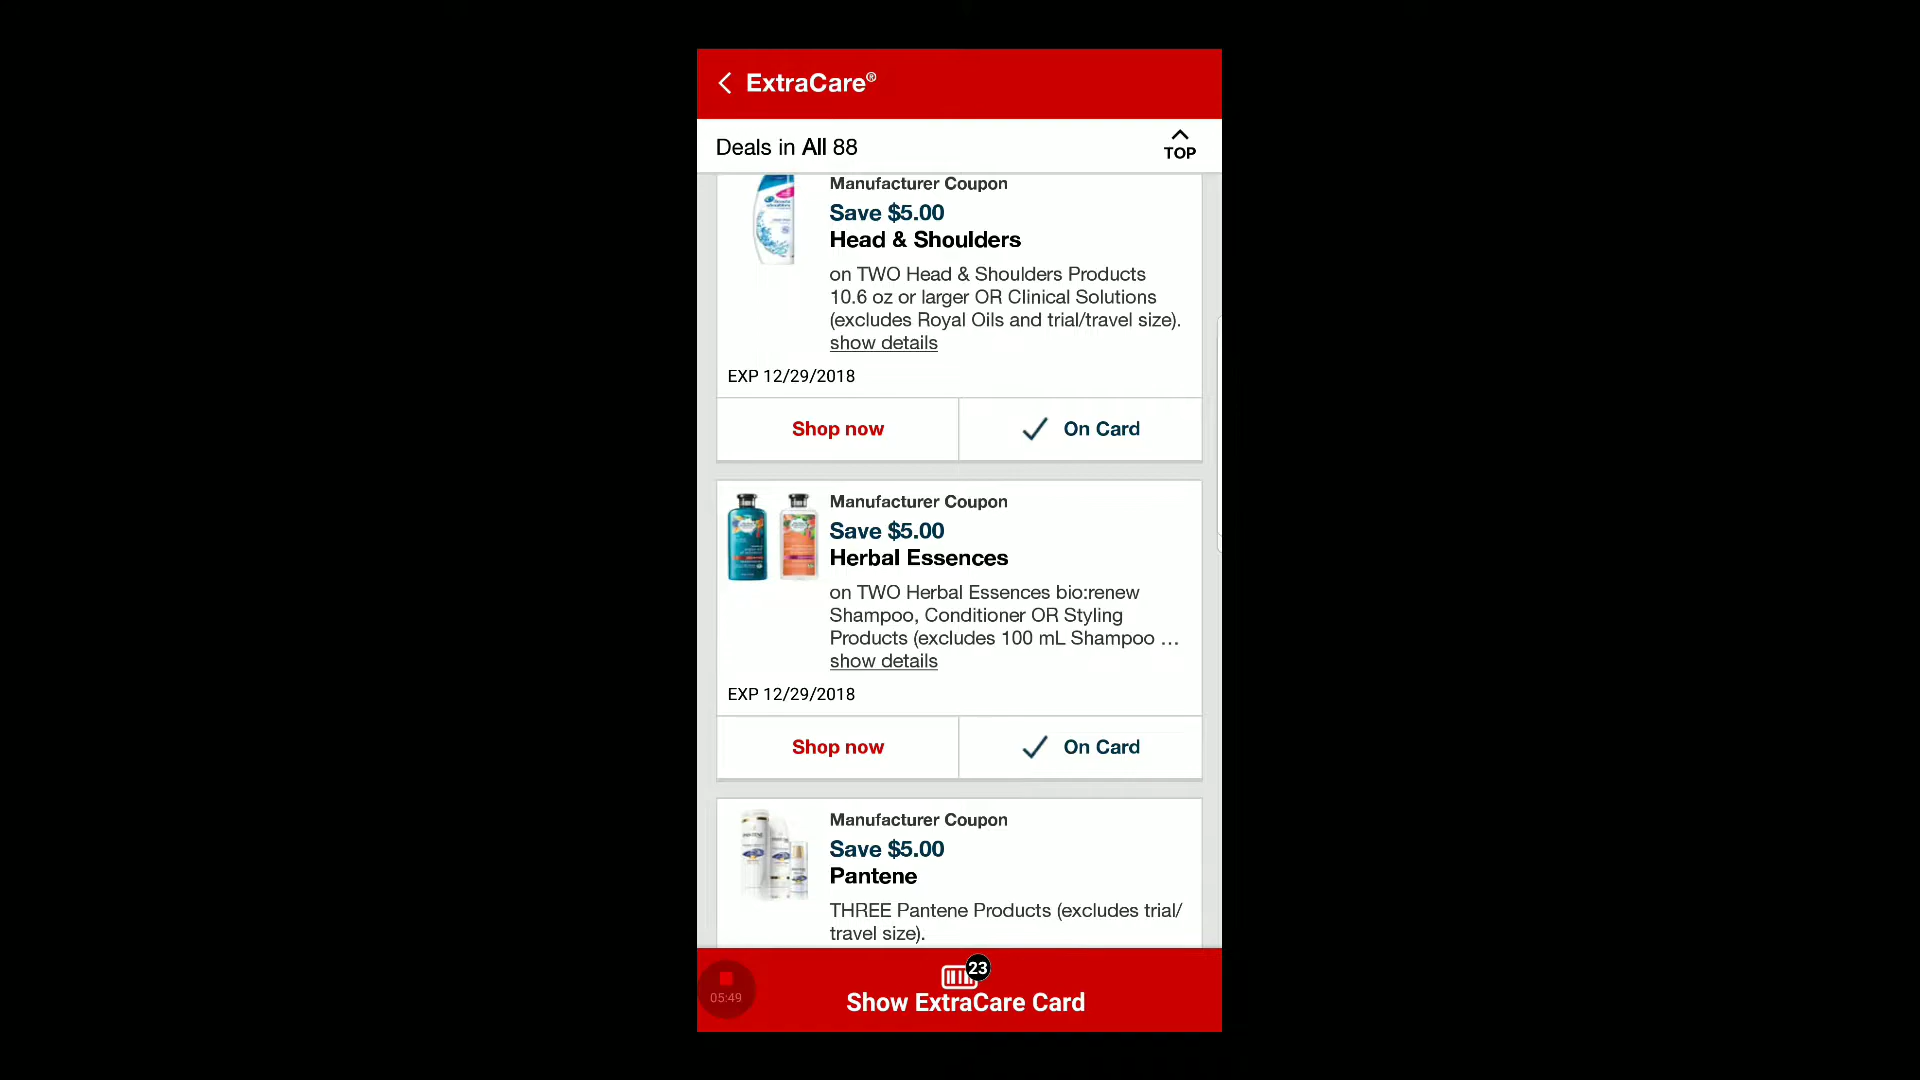 ExtraCare®
Deals in All 88
TOP
Manufacturer Coupon
Save $5.00
Head & Shoulders
on TWO Head & Shoulders Products
10.6 oz or larger OR Clinical Solutions
(excludes Royal Oils and trial/travel size).
show details
EXP 12/29/2018
Shop now
On Card
Manufacturer Coupon
Save $5.00
Herbal Essences
on TWO Herbal Essences bio:renew
Shampoo, Conditioner OR Styling
Products (excludes 100 mL Shampoo ...
show details
EXP 12/29/2018
Shop now
On Card
Manufacturer Coupon
Save $5.00
Pantene
THREE Pantene Products (excludes trial/
travel size).
23
Show ExtraCare Card
05:49